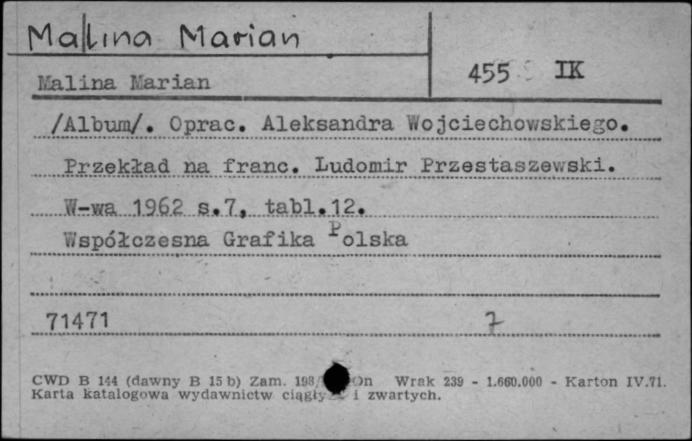 Malina Marian
Malina Marian
455 IK
/Album/. Oprac. Aleksandra Wojciechowskiego.
Przekład na franc. Ludomir Przestaszewski.
W-wa 1962 s.7, tabl.12.
Współczesna Grafika Polska
71471 7
CWD B 144 (dawny B 15 b) Zam. Wrak 239 - 1.660.000 - Karton IV.71.
Karta katalogowa wydawnictw i zwartych.